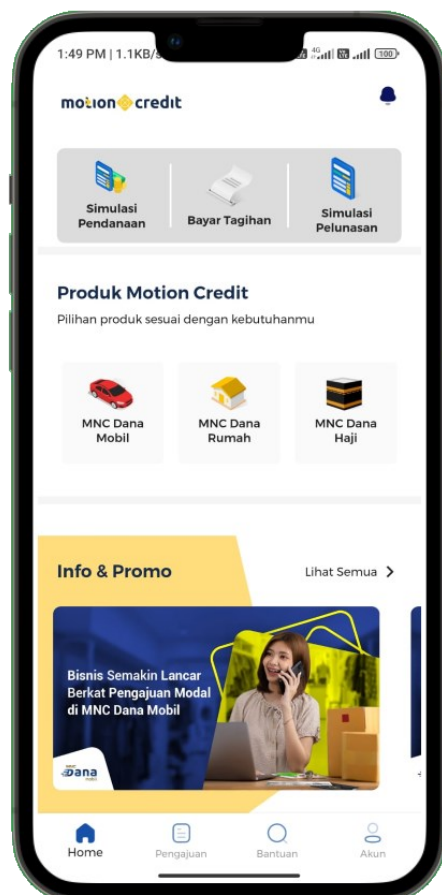 1:49 PM | 1.1KB/s
4G
100
motion credit
Simulasi
Pendanaan
Bayar Tagihan
Simulasi
Pelunasan
Produk Motion Credit
Pilihan produk sesuai dengan kebutuhanmu
MNC Dana
Mobil
MNC Dana
Rumah
MNC Dana
Haji
Info & Promo
Lihat Semua
Bisnis Semakin Lancar
Berkat Pengajuan Modal
di MNC Dana Mobil
Dana
Home
Pengajuan
Bantuan
Akun